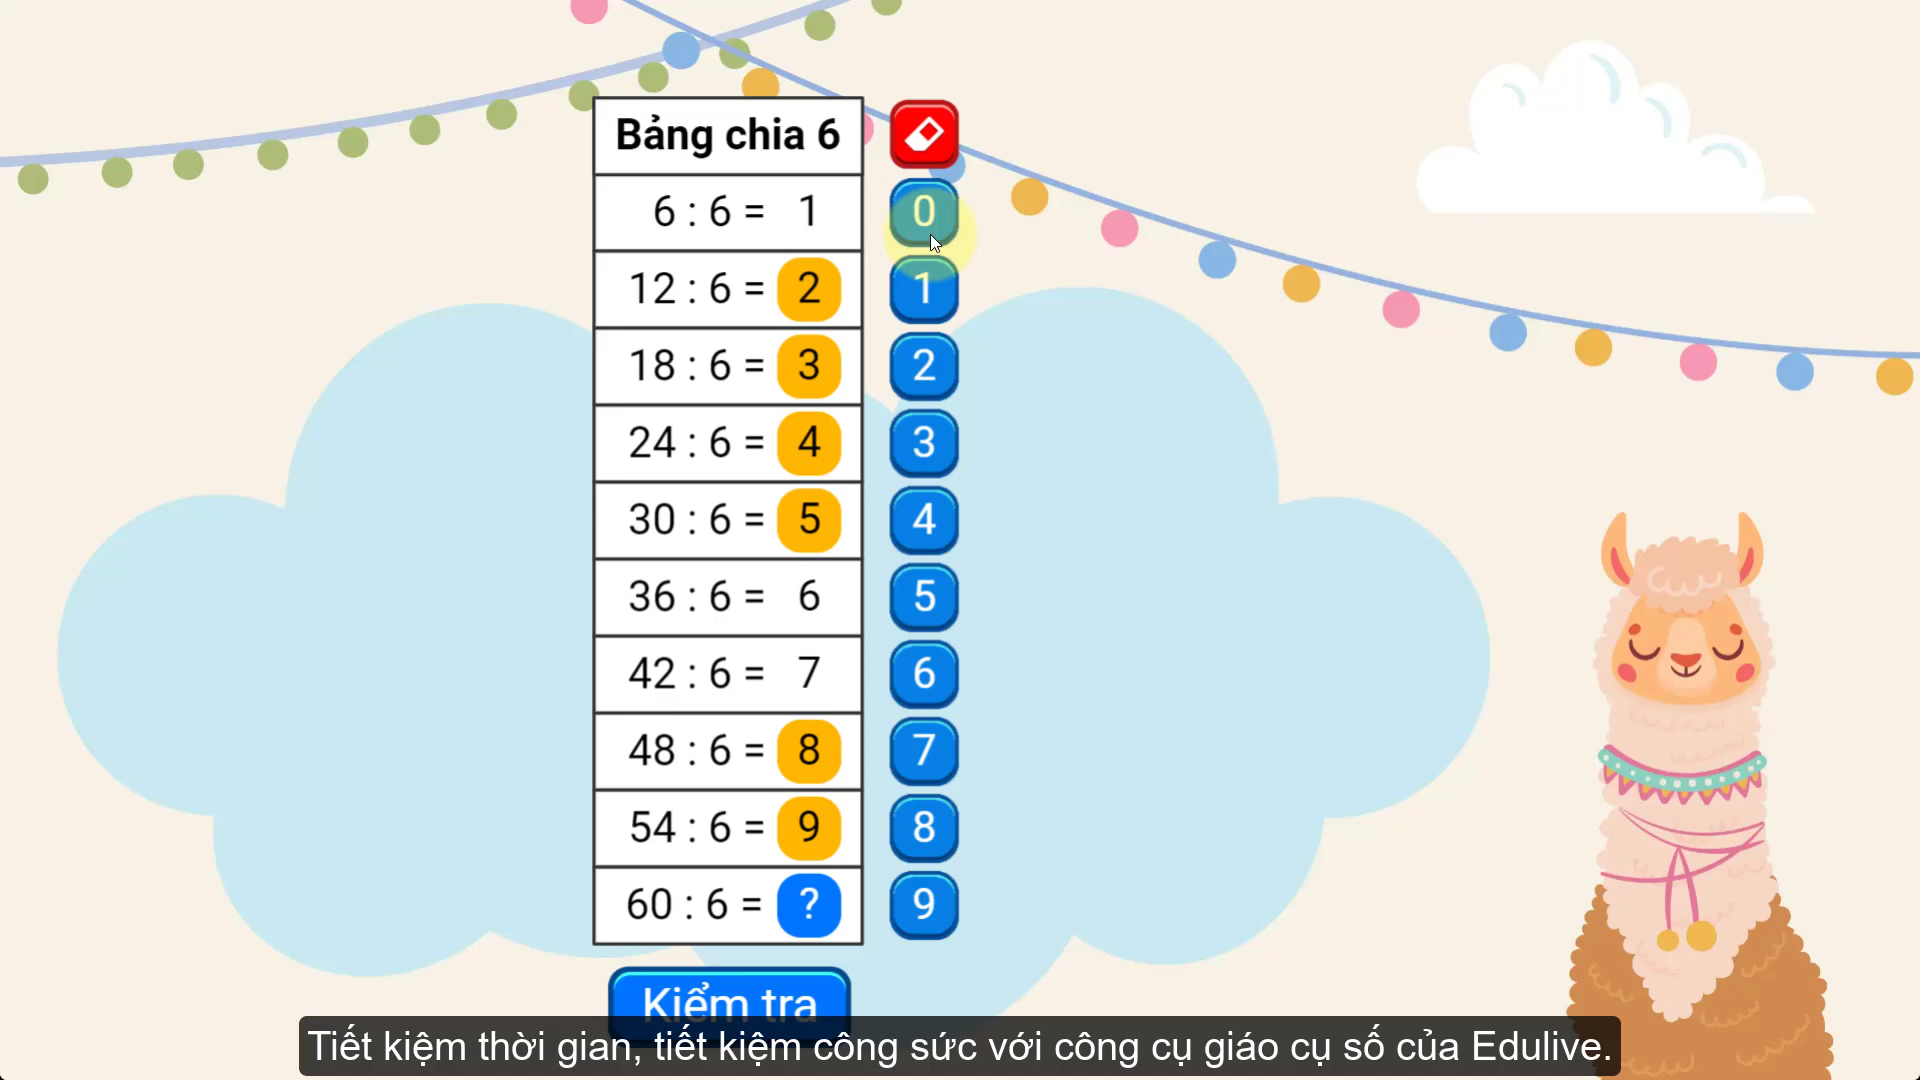 Bảng chia 6
6 : 6 = 1
0
12 : 6 = 2
1
18 : 6 = 3
2
24 : 6 = 4
3
30 : 6 = 5
4
36 : 6 = 6
5
42 : 6 = 7
6
48 : 6 = 8
7
54 : 6 = 9
8
60 : 6 = ?
9
Kiểm tra
Tiết kiệm thời gian, tiết kiệm công sức với công cụ giáo cụ số của Edulive.